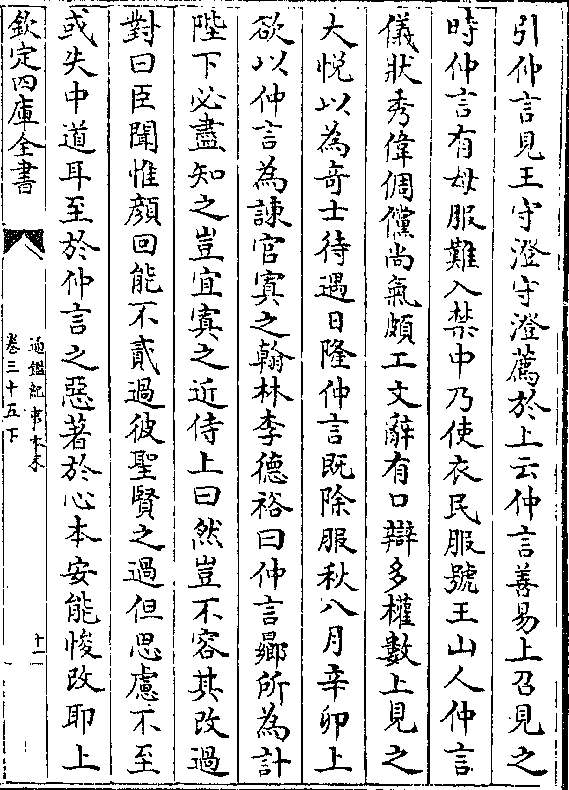 引仲言見王守澄守澄薦於上云仲言善易上召見之
時仲言有母服難入禁中乃使衣民服號王山人仲言
儀狀秀偉倜儻尚氣頗工文辭有口辯多權數上見之
大悦以為奇士待遇日隆仲言既除服秋八月辛卯上
欲以仲言為諫官寘之翰林李德裕曰仲言曏所為計
陛下必盡知之豈宜寘之近侍上曰然豈不容其改過
對曰臣聞惟顔回能不貳過彼聖賢之過但思慮不至
或失中道耳至於仲言之惡著於心本安能悛改耶上
欽定四庫全書
通鑑紀事本末
卷三十五下
十一